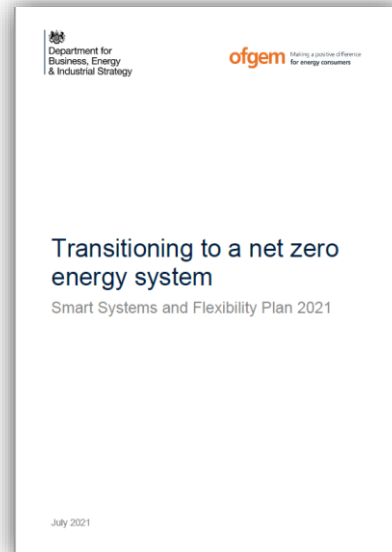 Department for
Business, Energy
& Industrial Strategy
ofgem
Making a positive difference
for energy consumers
Transitioning to a net zero
energy system
Smart Systems and Flexibility Plan 2021
July 2021